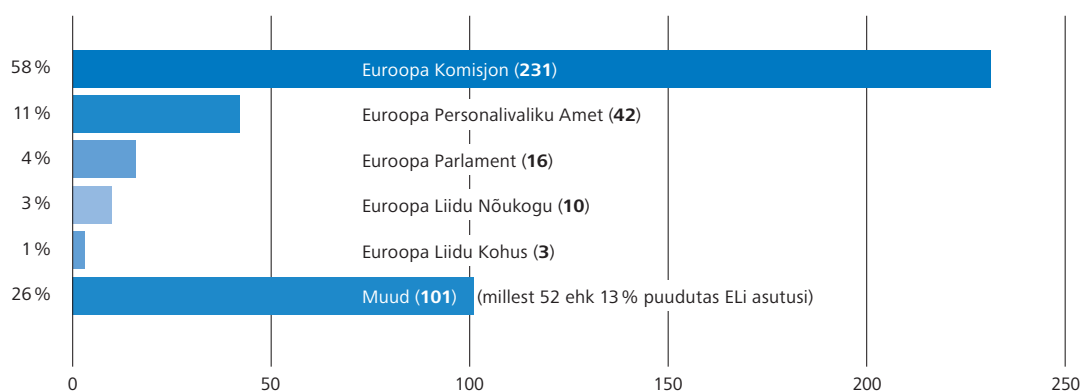 58 % Euroopa Komisjon (231)
11 % Euroopa Personalivaliku Amet (42)
4 % Euroopa Parlament (16)
3 % Euroopa Liidu Nõukogu (10)
1 % Euroopa Liidu Kohus (3)
26 % Muud (101) (millest 52 ehk 13 % puudutas ELi asutusi)
0 50 100 150 200 250